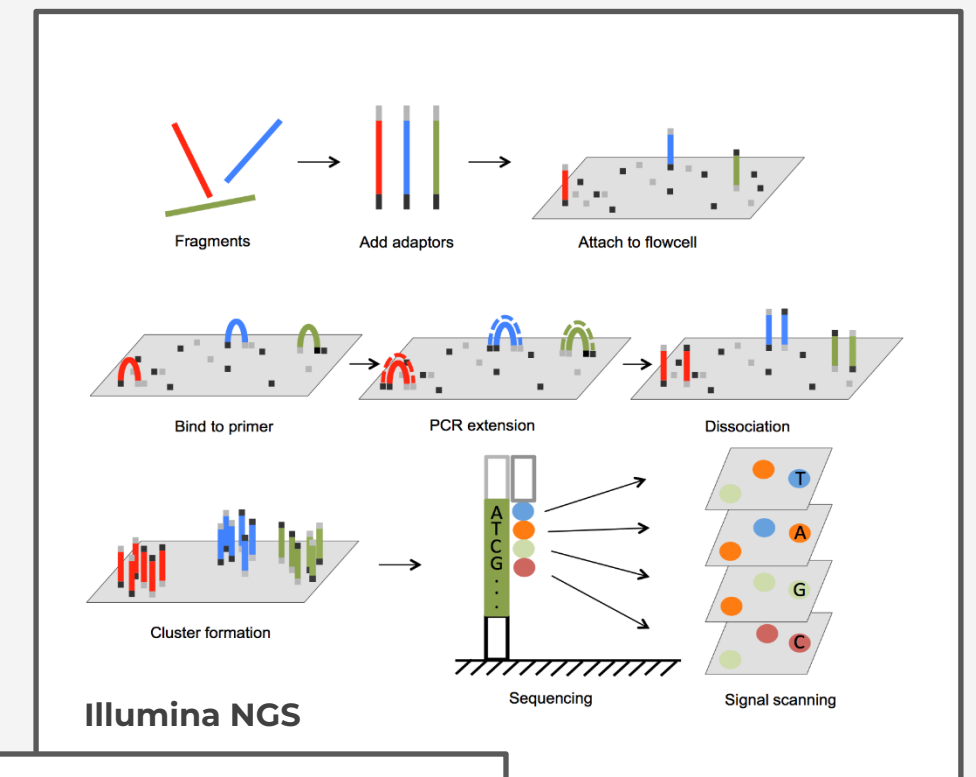 Fragments
Add adaptors
Attach to flowcell
Bind to primer
PCR extension
Dissociation
A
T
C
G
.
.
.
T
A
G
C
Cluster formation
Sequencing
Signal scanning
Illumina NGS